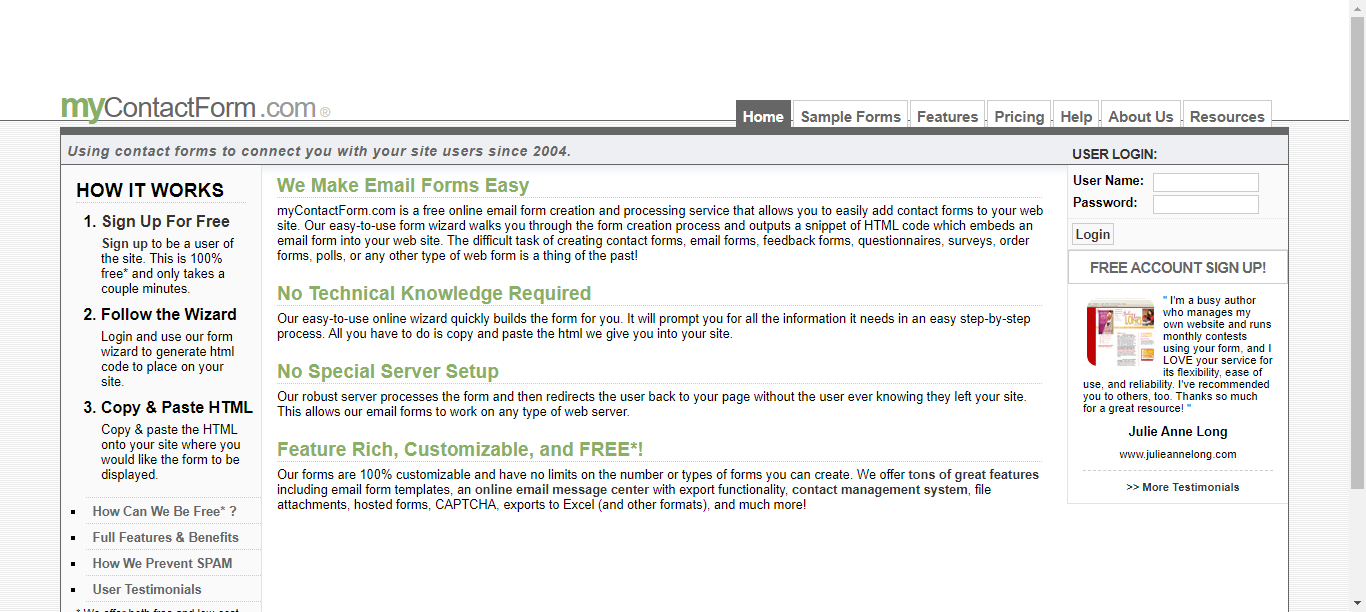 myContactForm.com ®
Home
Sample Forms
Features
Pricing
Help
About Us
Resources
Using contact forms to connect you with your site users since 2004.
HOW IT WORKS
1. Sign Up For Free
Sign up to be a user of
the site. This is 100%
free* and only takes a
couple minutes.
2. Follow the Wizard
Login and use our form
wizard to generate html
code to place on your
site.
3. Copy & Paste HTML
Copy & paste the HTML
onto your site where you
would like the form to be
displayed.
How Can We Be Free* ?
Full Features & Benefits
How We Prevent SPAM
User Testimonials
We Make Email Forms Easy
myContactForm.com is a free online email form creation and processing service that allows you to easily add contact forms to your web
site. Our easy-to-use form wizard walks you through the form creation process and outputs a snippet of HTML code which embeds an
email form into your web site. The difficult task of creating contact forms, email forms, feedback forms, questionnaires, surveys, order
forms, polls, or any other type of web form is a thing of the past!
No Technical Knowledge Required
Our easy-to-use online wizard quickly builds the form for you. It will prompt you for all the information it needs in an easy step-by-step
process. All you have to do is copy and paste the html we give you into your site.
No Special Server Setup
Our robust server processes the form and then redirects the user back to your page without the user ever knowing they left your site.
This allows our email forms to work on any type of web server.
Feature Rich, Customizable, and FREE*!
Our forms are 100% customizable and have no limits on the number or types of forms you can create. We offer tons of great features
including email form templates, an online email message center with export functionality, contact management system, file
attachments, hosted forms, CAPTCHA, exports to Excel (and other formats), and much more!
USER LOGIN:
User Name:
Password:
Login
FREE ACCOUNT SIGN UP!
" I'm a busy author
who manages my
own website and runs
monthly contests
using your form, and I
LOVE your service for
its flexibility, ease of
use, and reliability. I've recommended
you to others, too. Thanks so much
for a great resource! "
Julie Anne Long
www.julieannelong.com
>> More Testimonials